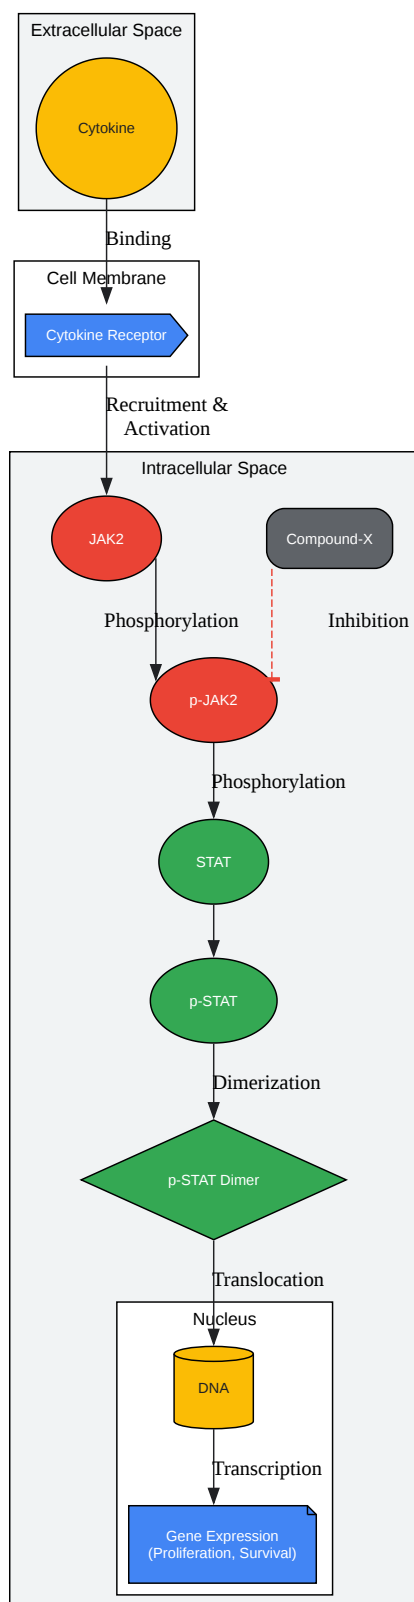 Extracellular Space
Cytokine
Binding
Cell Membrane
Cytokine Receptor
Recruitment &
Activation
Intracellular Space
JAK2
Compound-X
Phosphorylation
Inhibition
p-JAK2
Phosphorylation
STAT
p-STAT
Dimerization
p-STAT Dimer
Translocation
Nucleus
DNA
Transcription
Gene Expression
(Proliferation, Survival)